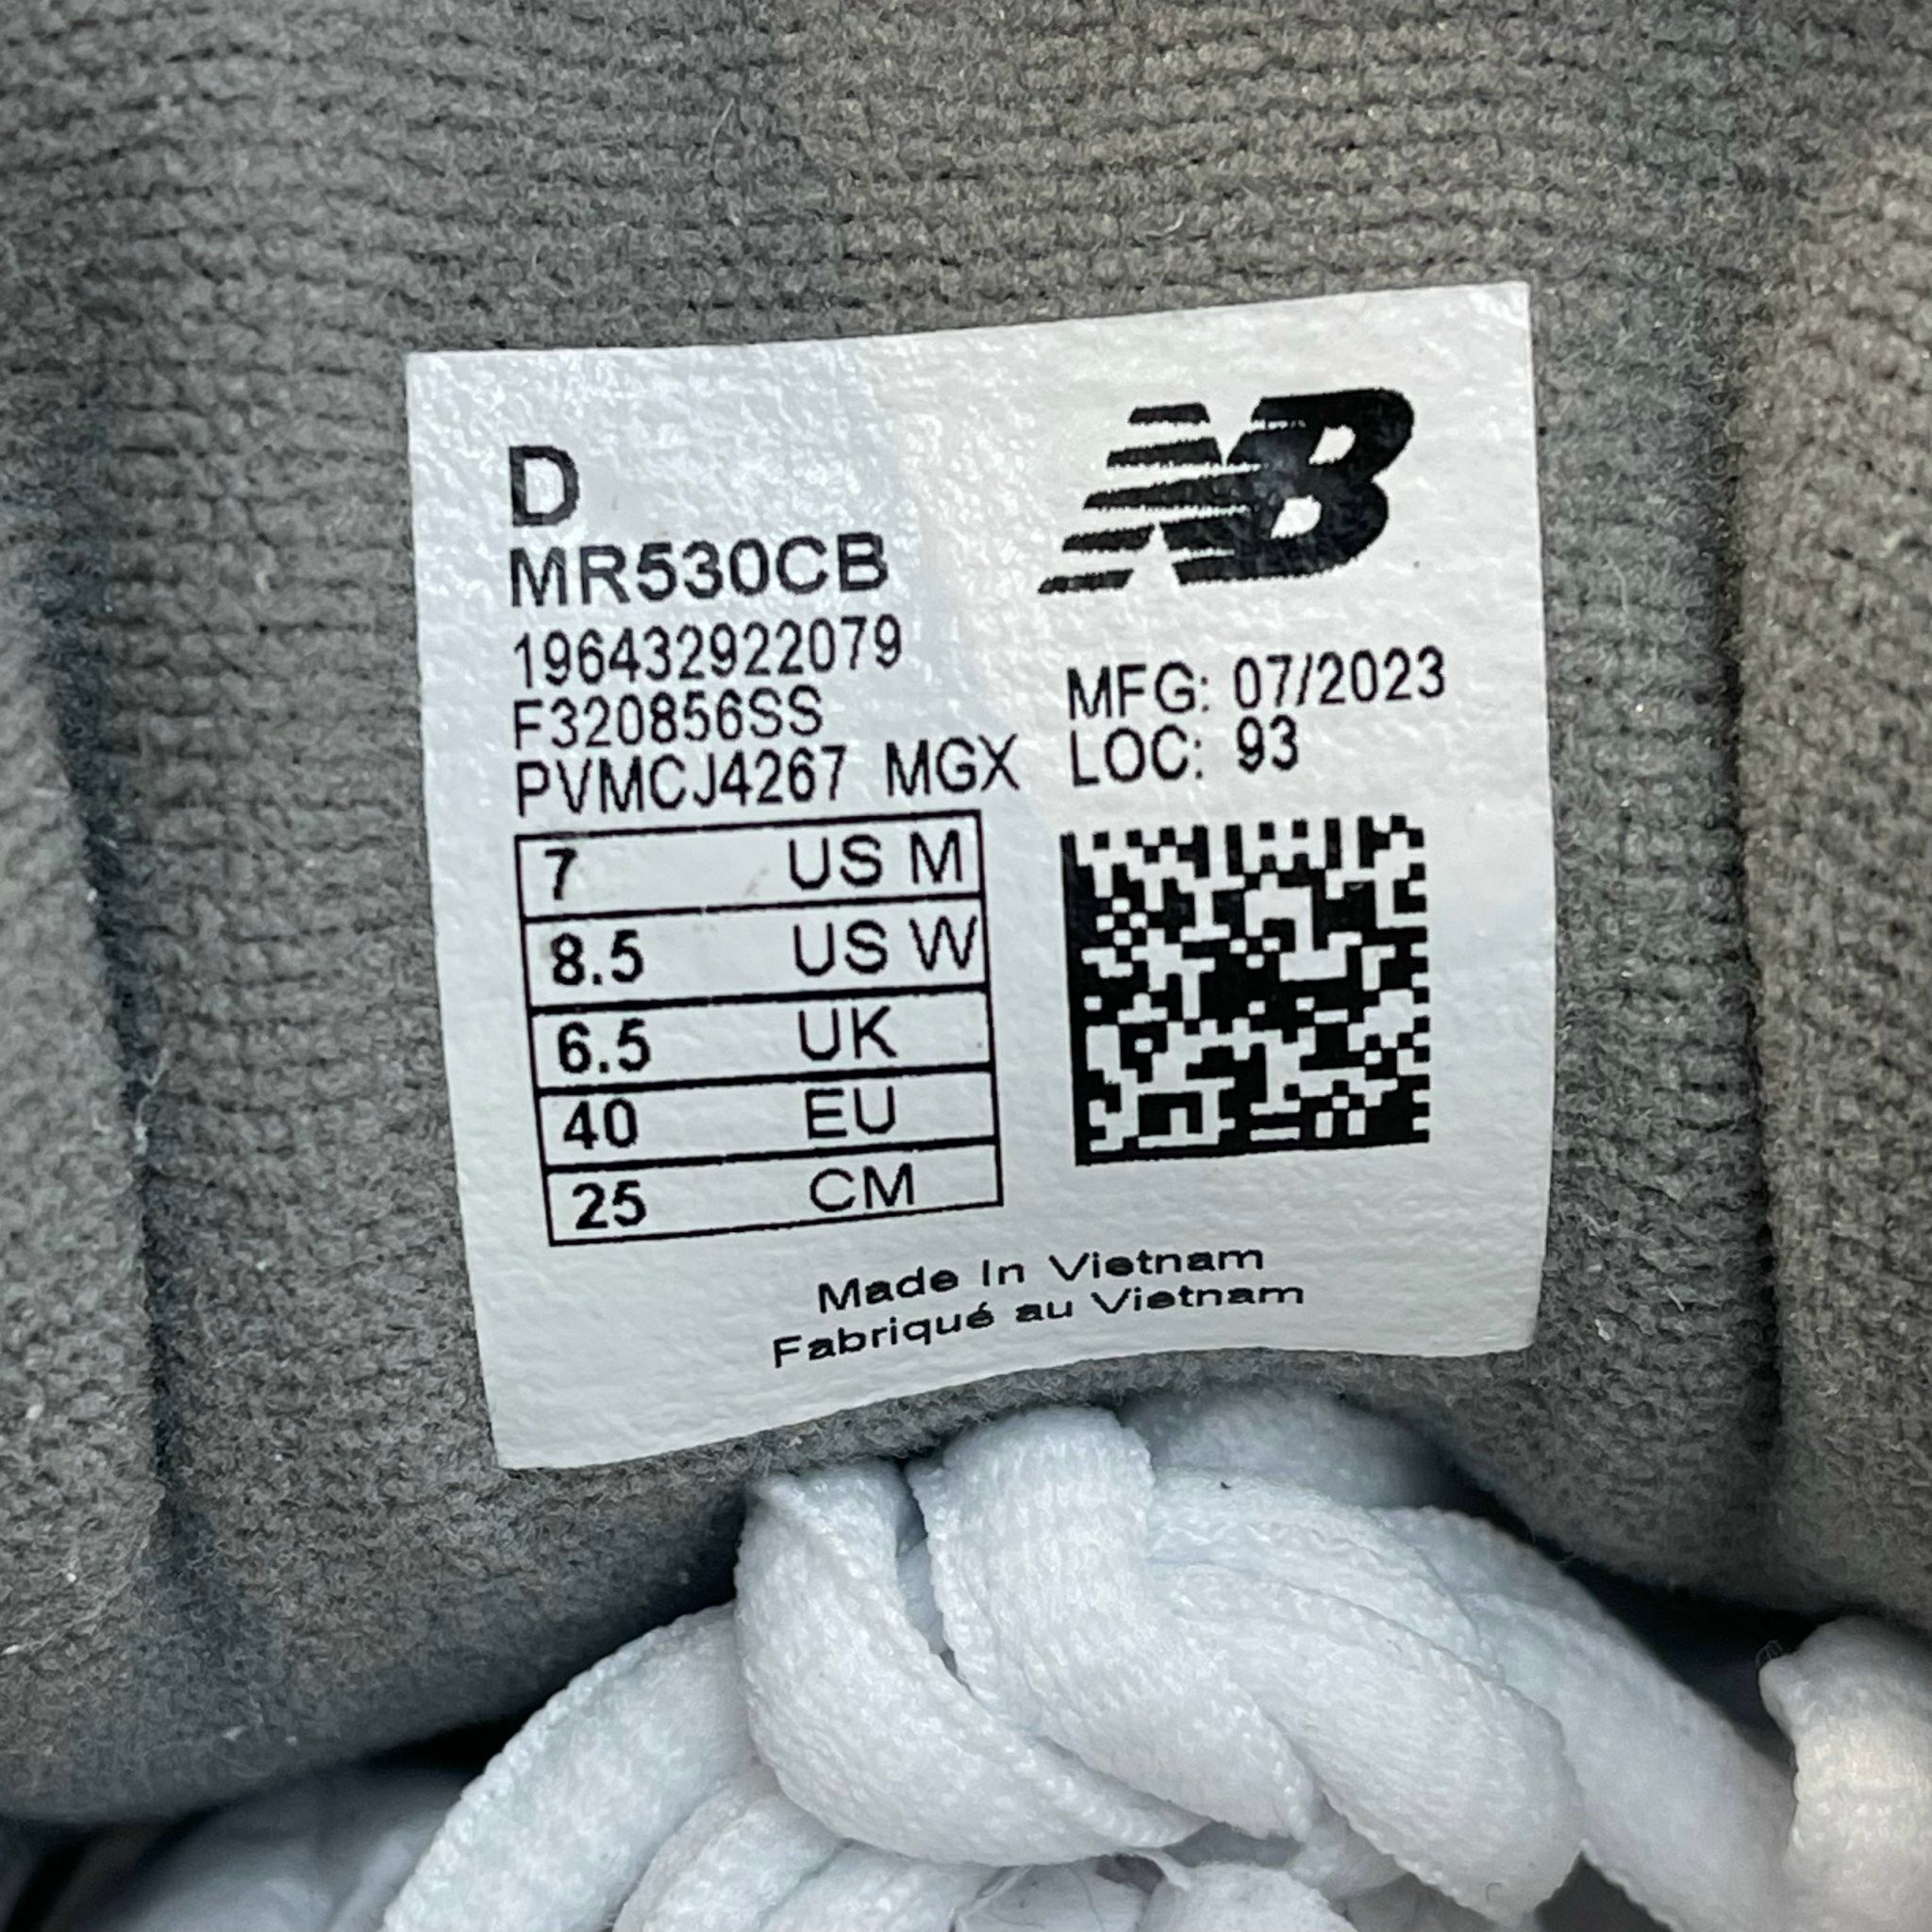 D
NB
MR530CB
196432922079
F320856SS
PVMCJ4267 MGX
MFG: 07/2023
LOC: 93
7 US M
8.5 US W
6.5 UK
40 EU
25 CM
Made In Vietnam
Fabriqué au Vietnam